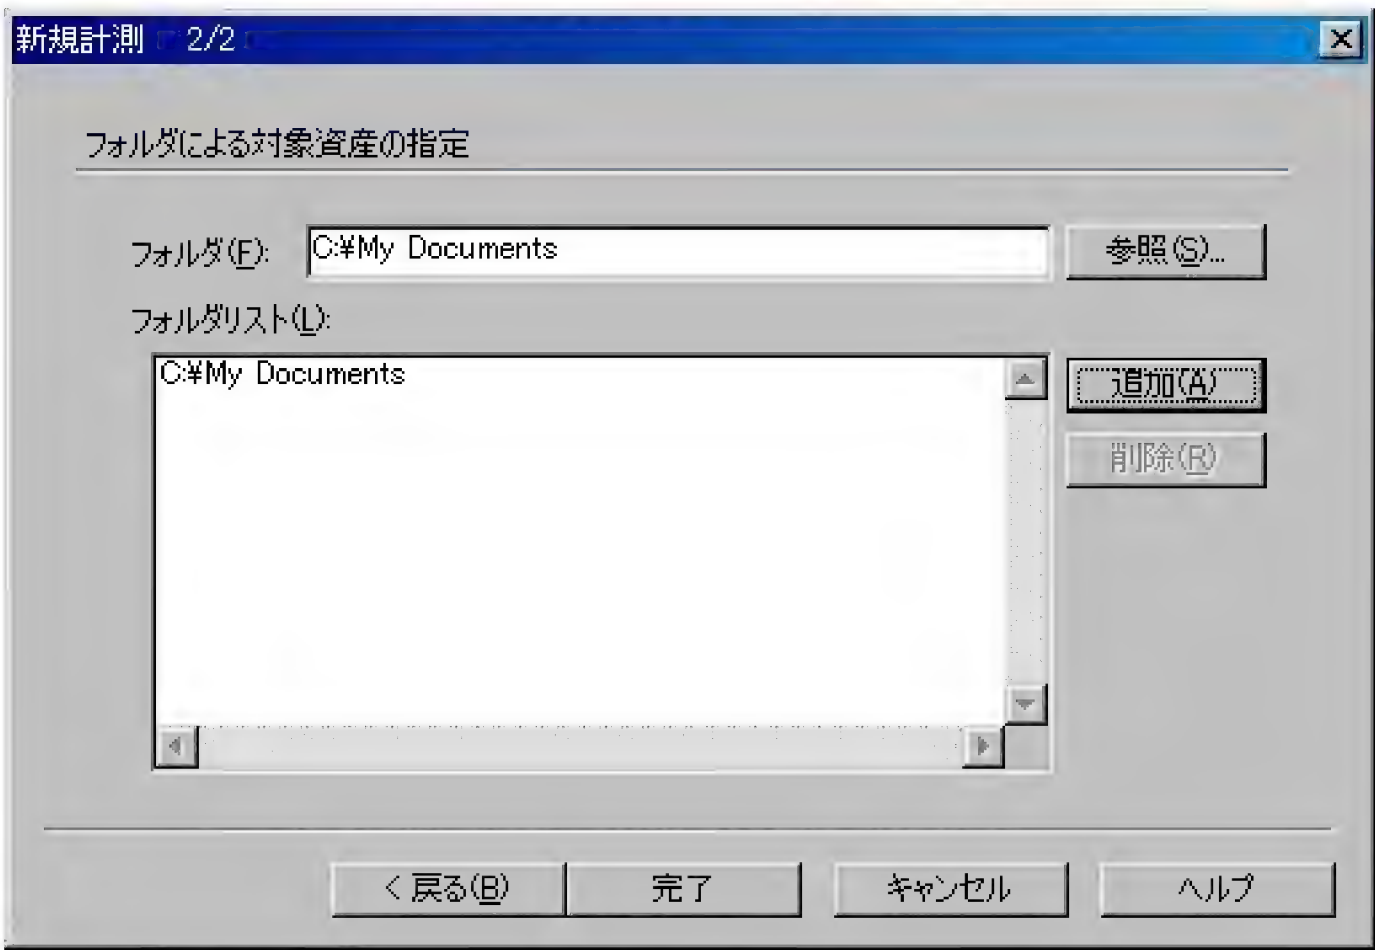 新規計測 - 2/2
フォルダによる対象資産の指定
フォルダ(F): C:¥My Documents 参照(S)...
フォルダリスト(L):
C:¥My Documents
追加(A)
削除(R)
< 戻る(B) 完了 キャンセル ヘルプ